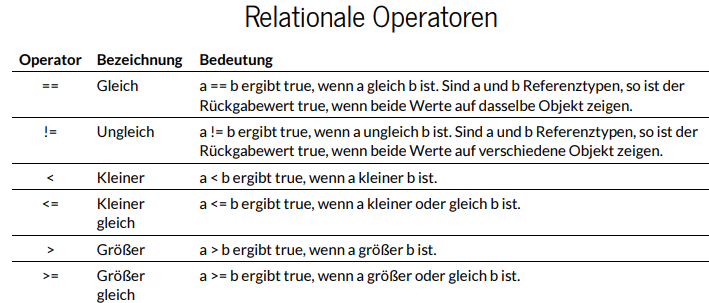 Relationale Operatoren
Operator Bezeichnung Bedeutung
== Gleich a == b ergibt true, wenn a gleich b ist. Sind a und b Referenztypen, so ist der
Rückgabewert true, wenn beide Werte auf dasselbe Objekt zeigen.
!= Ungleich a != b ergibt true, wenn a ungleich b ist. Sind a und b Referenztypen, so ist der
Rückgabewert true, wenn beide Werte auf verschiedene Objekt zeigen.
< Kleiner a < b ergibt true, wenn a kleiner b ist.
<= Kleiner a <= b ergibt true, wenn a kleiner oder gleich b ist.
gleich
> Größer a > b ergibt true, wenn a größer b ist.
>= Größer a >= b ergibt true, wenn a größer oder gleich b ist.
gleich